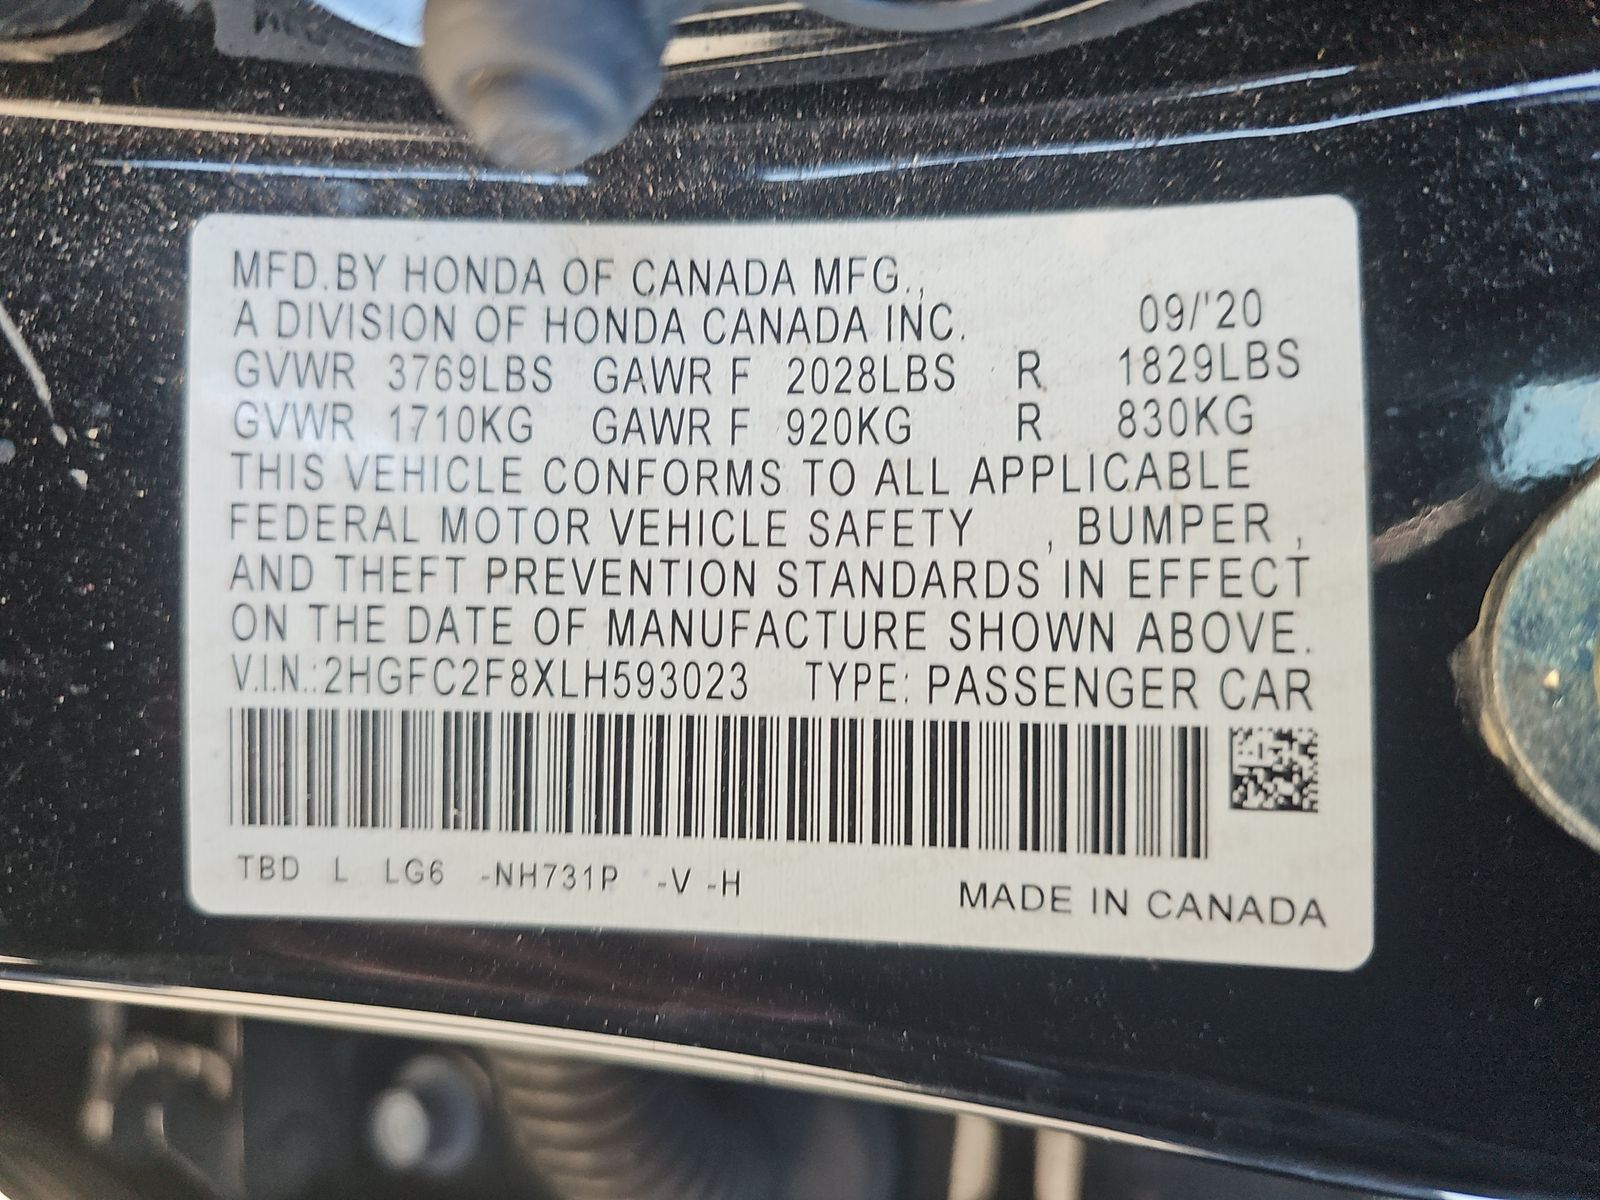 MFD.BY HONDA OF CANADA MFG.,
A DIVISION OF HONDA CANADA INC. 09/'20
GVWR 3769LBS GAWR F 2028LBS R 1829LBS
GVWR 1710KG GAWR F 920KG R 830KG
THIS VEHICLE CONFORMS TO ALL APPLICABLE
FEDERAL MOTOR VEHICLE SAFETY , BUMPER ,
AND THEFT PREVENTION STANDARDS IN EFFECT
ON THE DATE OF MANUFACTURE SHOWN ABOVE.
V.I.N.:2HGFC2F8XLH593023 TYPE: PASSENGER CAR
TBD L LG6 -NH731P -V -H
MADE IN CANADA